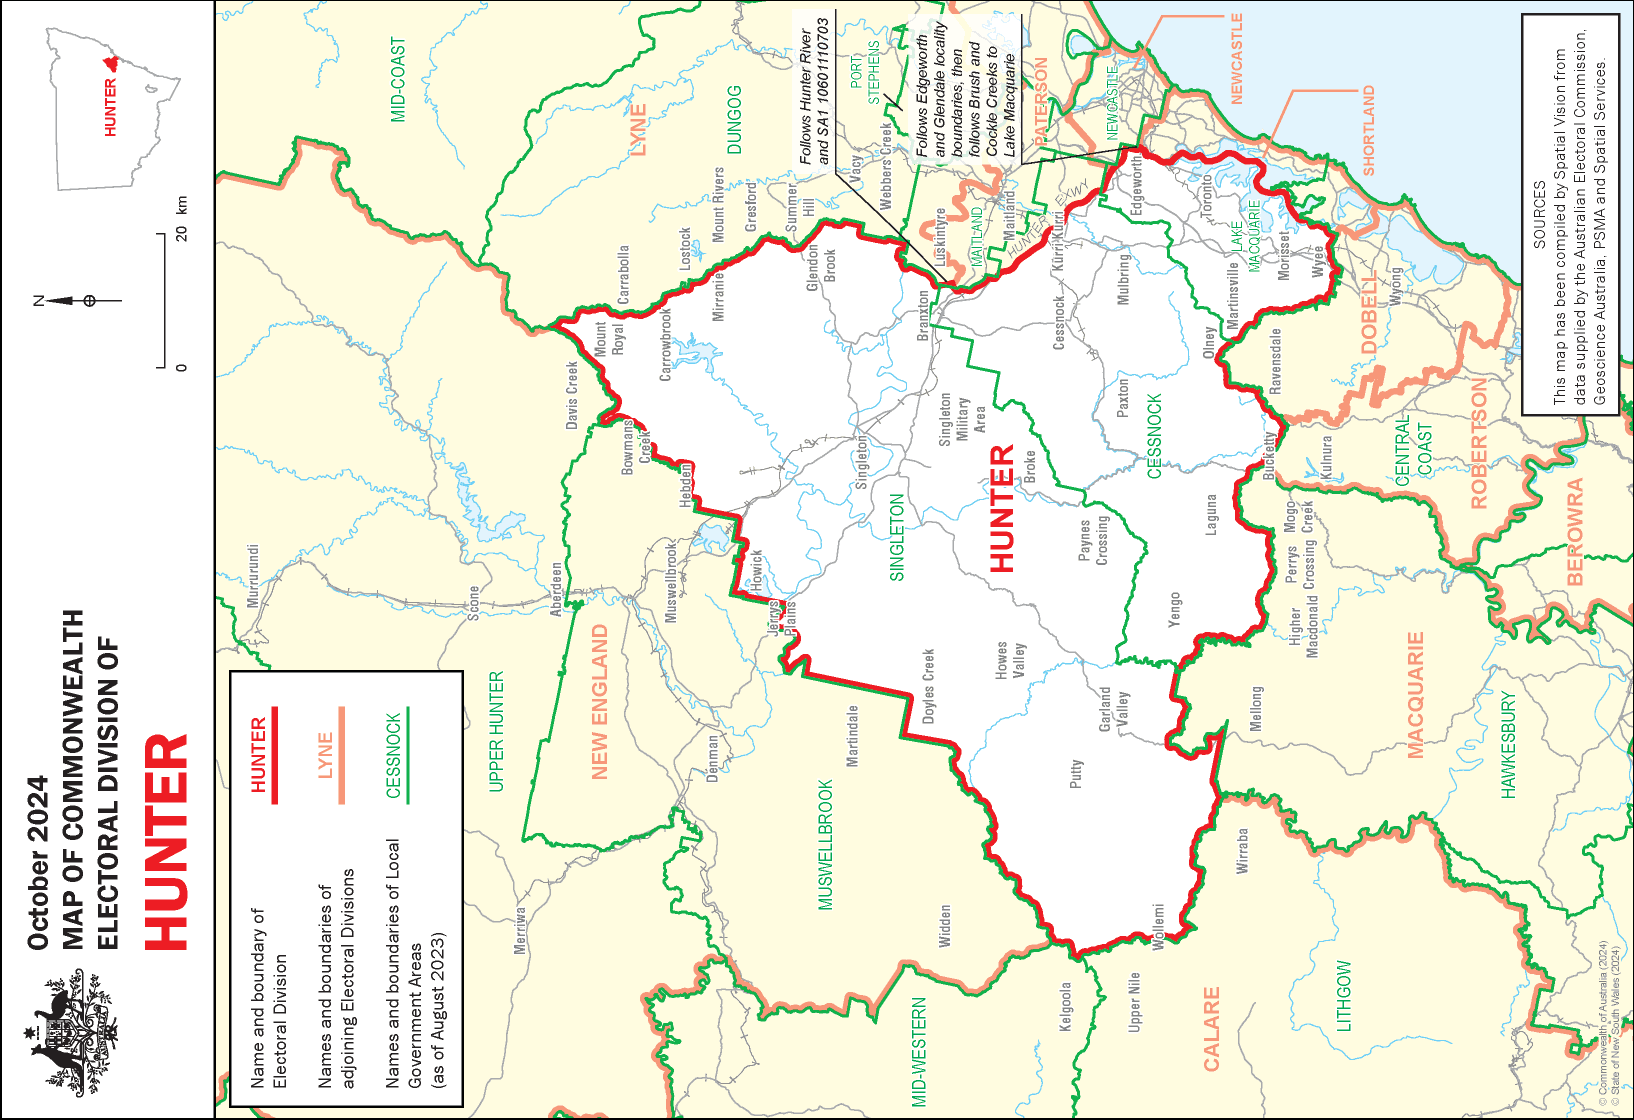 October 2024
MAP OF COMMONWEALTH
ELECTORAL DIVISION OF
HUNTER
HUNTER
N
0
20 km
Name and boundary of
Electoral Division
HUNTER
Names and boundaries of
adjoining Electoral Divisions
LYNE
Names and boundaries of Local
Government Areas
(as of August 2023)
CESSNOCK
Follows Hunter River
and SA1 10601110703
Follows Edgeworth
and Glendale locality
boundaries, then
follows Brush and
Cockle Creeks to
Lake Macquarie
SOURCES
This map has been compiled by Spatial Vision from
data supplied by the Australian Electoral Commission,
Geoscience Australia, PSMA and Spatial Services.
Murrurundi
Scone
Aberdeen
UPPER HUNTER
NEW ENGLAND
Merriwa
Denman
Muswellbrook
MID-COAST
LYNE
DUNGOG
PORT
STEPHENS
PATERSON
NEWCASTLE
NEWCASTLE
SHORTLAND
Davis Creek
Mount
Royal
Carrabolla
Lostock
Mount Rivers
Gresford
Summer
Hill
Vacy
Webbers Creek
Carrowbrook
Mirannie
Glendon
Brook
Luskintyre
MAITLAND
Maitland
HUNTER EXWY
Kurri Kurri
Edgeworth
Toronto
LAKE
MACQUARIE
Morisset
Wyee
Bowmans
Creek
Hebden
Howick
Jerrys
Plains
Singleton
Singleton
Military
Area
Branxton
Cessnock
Mulbring
Martinsville
Olney
Ravensdale
DOBELL
Wyong
SINGLETON
HUNTER
Broke
Paxton
CESSNOCK
Laguna
Bucketty
Kulnura
CENTRAL
COAST
ROBERTSON
BEROWRA
Paynes
Crossing
Yengo
Perrys
Crossing
Mogo
Creek
Higher
Macdonald
Martindale
Doyles Creek
Howes
Valley
Garland
Valley
Mellong
MACQUARIE
HAWKESBURY
MUSWELLBROOK
Putty
Wirraba
Widden
Wollemi
Kelgoola
Upper Nile
MID-WESTERN
CALARE
LITHGOW
© Commonwealth of Australia (2024)
© State of New South Wales (2024)